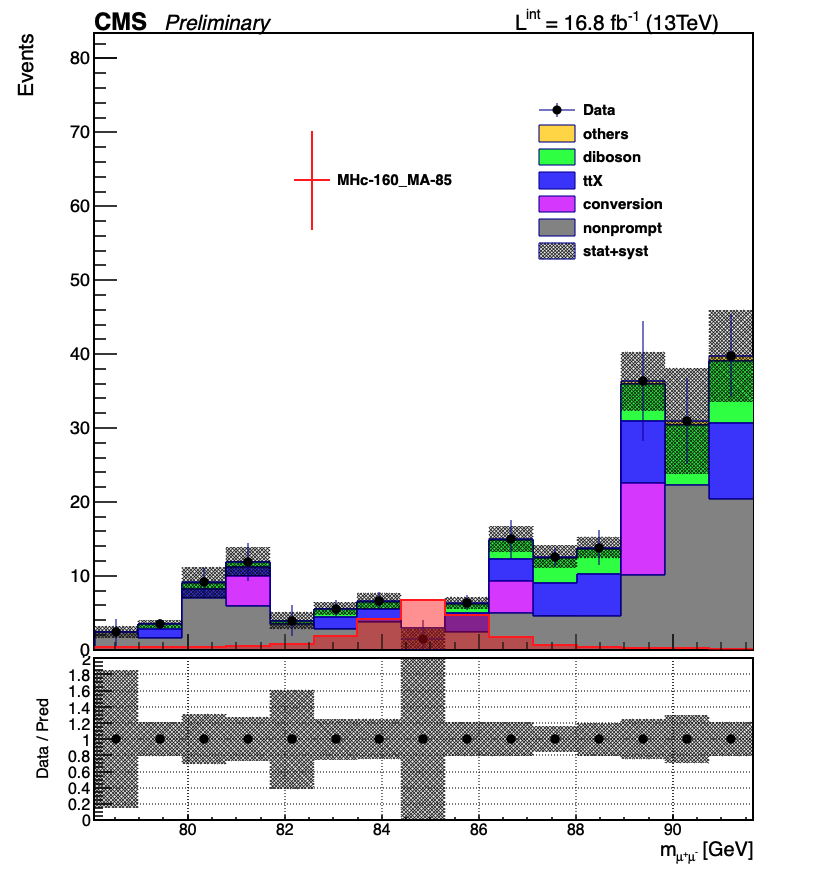 CMS Preliminary L^int = 16.8 fb^-1 (13TeV)
Events
80
70
60
50
40
30
20
10
0
MHc-160_MA-85
Data
others
diboson
ttX
conversion
nonprompt
stat+syst
Data / Pred
2
1.8
1.6
1.4
1.2
1
0.8
0.6
0.4
0.2
0
80 82 84 86 88 90
m_μ⁺μ⁻ [GeV]